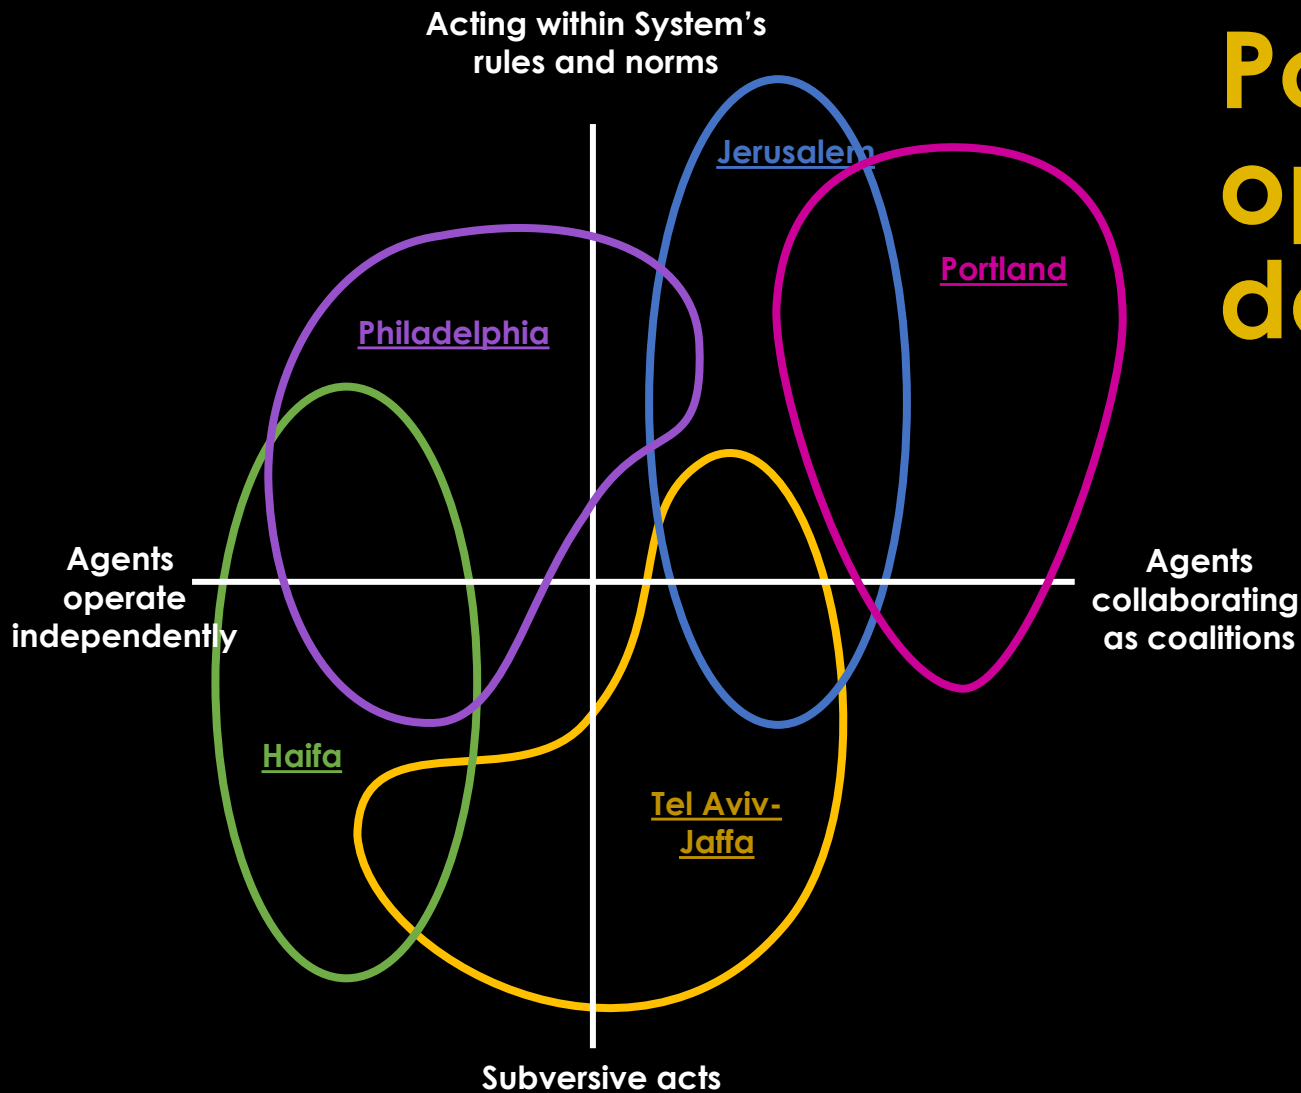 Acting within System's
rules and norms
Jerusalem
Portland
Philadelphia
Agents
operate
independently
Agents
collaborating
as coalitions
Haifa
Tel Aviv-
Jaffa
Subversive acts